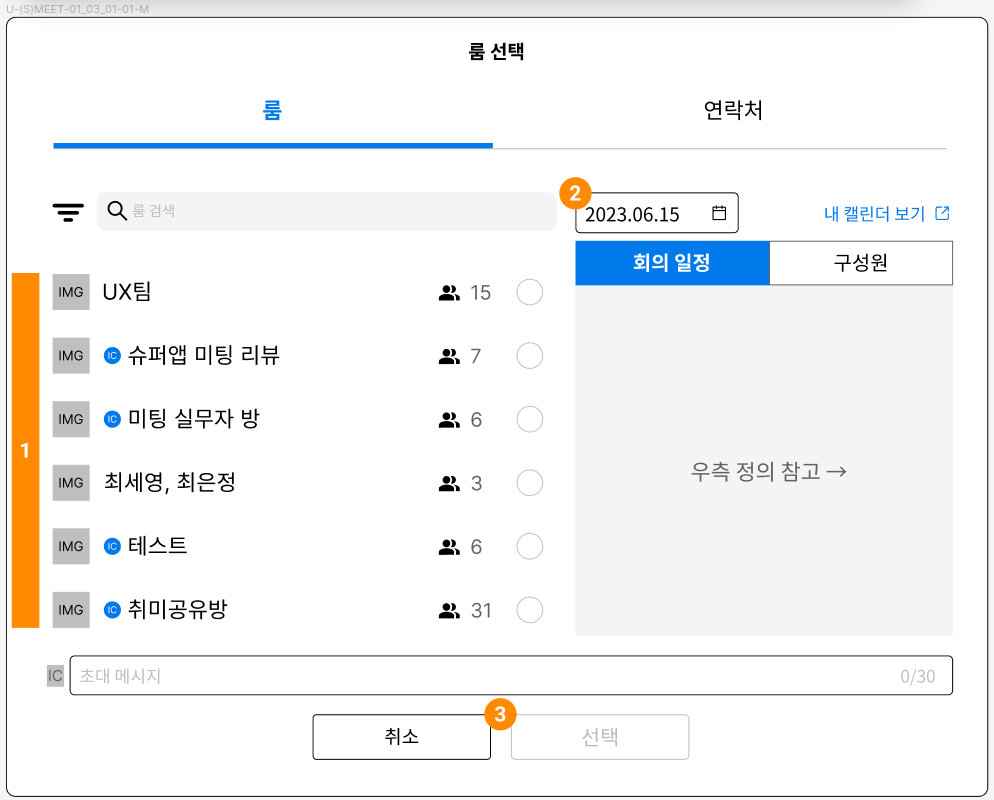 U-(S)MEET-01_03_01-01-M
룸 선택
룸
연락처
룸 검색
2
2023.06.15
내 캘린더 보기
회의 일정
구성원
1
IMG UX팀 15
IMG IC 슈퍼앱 미팅 리뷰 7
IMG IC 미팅 실무자 방 6
IMG 최세영, 최은정 3
IMG IC 테스트 6
IMG IC 취미공유방 31
우측 정의 참고 →
IC 초대 메시지 0/30
취소
3
선택